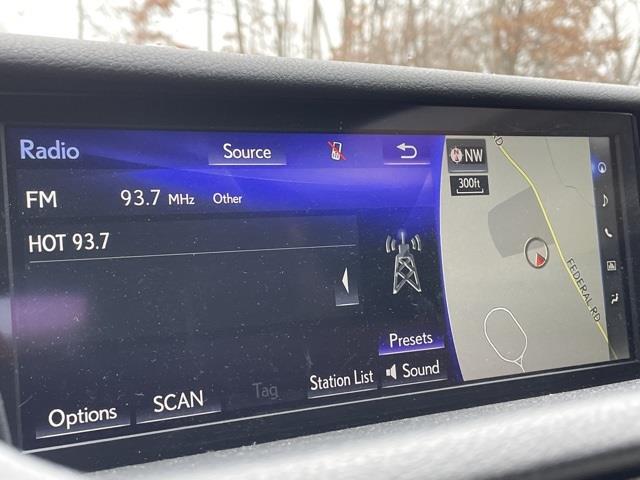 Radio
Source
NW
300ft
FM 93.7 MHz Other
HOT 93.7
Presets
Options
SCAN
Tag
Station List
Sound
RD
FEDERAL RD